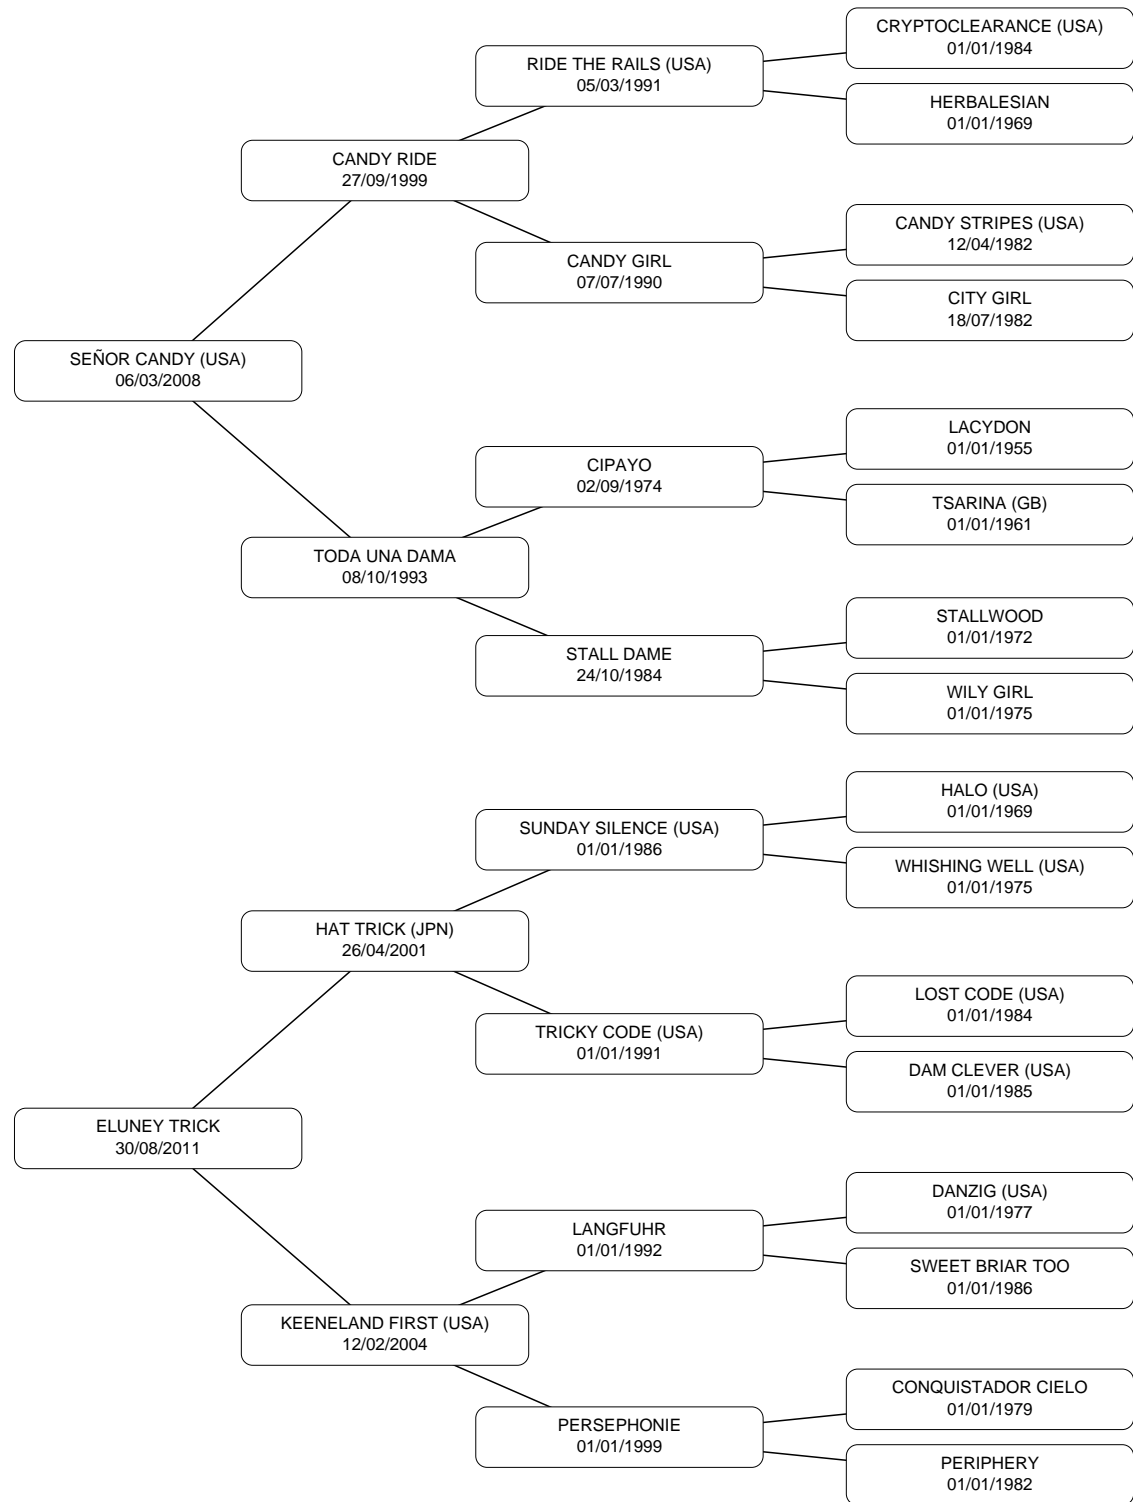 CRYPTOCLEARANCE (USA)
01/01/1984
RIDE THE RAILS (USA)
05/03/1991
HERBALESIAN
01/01/1969
CANDY RIDE
27/09/1999
CANDY STRIPES (USA)
12/04/1982
CANDY GIRL
07/07/1990
CITY GIRL
18/07/1982
SEÑOR CANDY (USA)
06/03/2008
LACYDON
01/01/1955
CIPAYO
02/09/1974
TSARINA (GB)
01/01/1961
TODA UNA DAMA
08/10/1993
STALLWOOD
01/01/1972
STALL DAME
24/10/1984
WILY GIRL
01/01/1975
HALO (USA)
01/01/1969
SUNDAY SILENCE (USA)
01/01/1986
WHISHING WELL (USA)
01/01/1975
HAT TRICK (JPN)
26/04/2001
LOST CODE (USA)
01/01/1984
TRICKY CODE (USA)
01/01/1991
DAM CLEVER (USA)
01/01/1985
ELUNEY TRICK
30/08/2011
DANZIG (USA)
01/01/1977
LANGFUHR
01/01/1992
SWEET BRIAR TOO
01/01/1986
KEENELAND FIRST (USA)
12/02/2004
CONQUISTADOR CIELO
01/01/1979
PERSEPHONIE
01/01/1999
PERIPHERY
01/01/1982